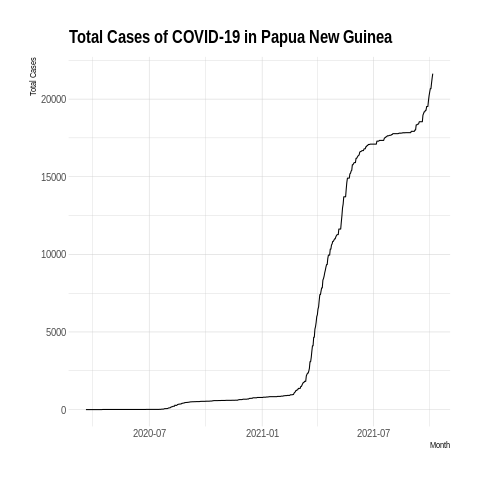 Total Cases of COVID-19 in Papua New Guinea
Total Cases
20000
15000
10000
5000
0
2020-07 2021-01 2021-07
Month